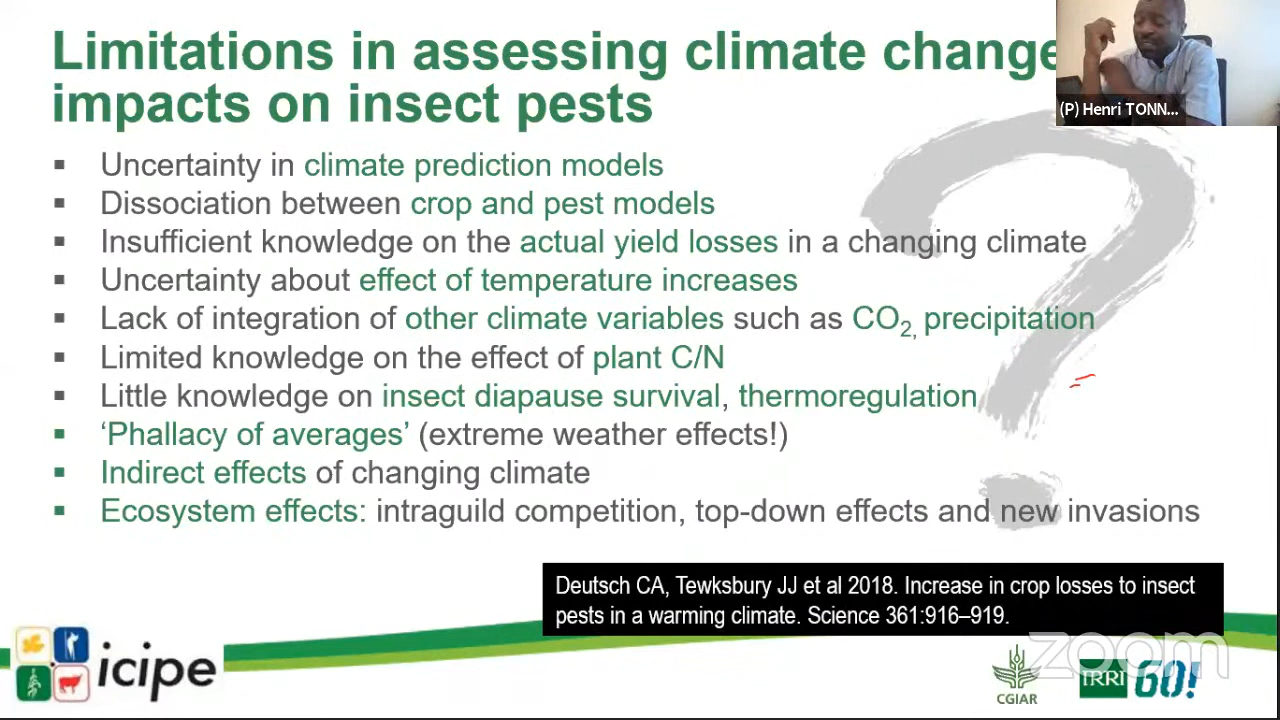 Limitations in assessing climate change
impacts on insect pests
(P) Henri TONN...
▪ Uncertainty in climate prediction models
▪ Dissociation between crop and pest models
▪ Insufficient knowledge on the actual yield losses in a changing climate
▪ Uncertainty about effect of temperature increases
▪ Lack of integration of other climate variables such as CO2, precipitation
▪ Limited knowledge on the effect of plant C/N
▪ Little knowledge on insect diapause survival, thermoregulation
▪ ‘Phallacy of averages’ (extreme weather effects!)
▪ Indirect effects of changing climate
▪ Ecosystem effects: intraguild competition, top-down effects and new invasions
Deutsch CA, Tewksbury JJ et al 2018. Increase in crop losses to insect
pests in a warming climate. Science 361:916–919.
icipe
CGIAR
IRRI 60!
zoom